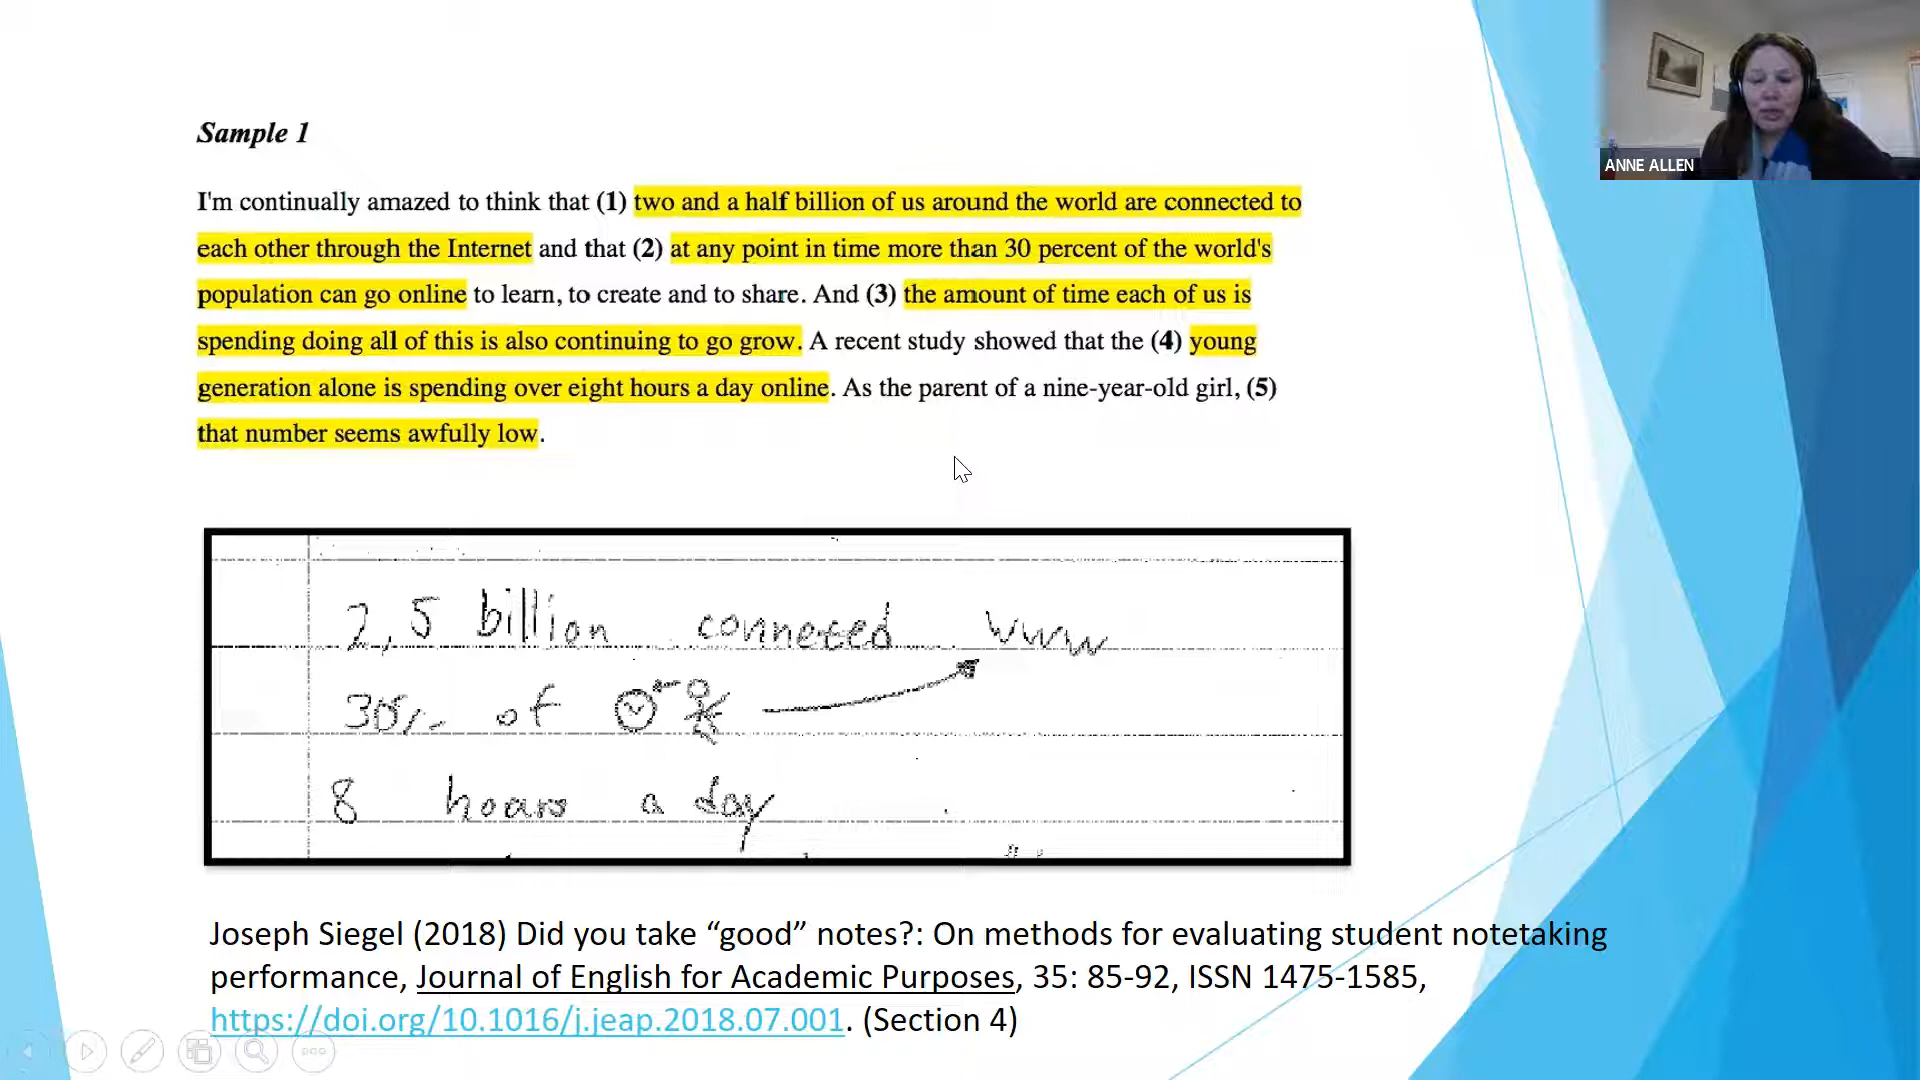 ANNE ALLEN
Sample 1
I'm continually amazed to think that (1) two and a half billion of us around the world are connected to
each other through the Internet and that (2) at any point in time more than 30 percent of the world's
population can go online to learn, to create and to share. And (3) the amount of time each of us is
spending doing all of this is also continuing to go grow. A recent study showed that the (4) young
generation alone is spending over eight hours a day online. As the parent of a nine-year-old girl, (5)
that number seems awfully low.
2,5 billion conneted www
30% of
8 hours a day
Joseph Siegel (2018) Did you take “good” notes?: On methods for evaluating student notetaking
performance, Journal of English for Academic Purposes, 35: 85-92, ISSN 1475-1585,
https://doi.org/10.1016/j.jeap.2018.07.001. (Section 4)